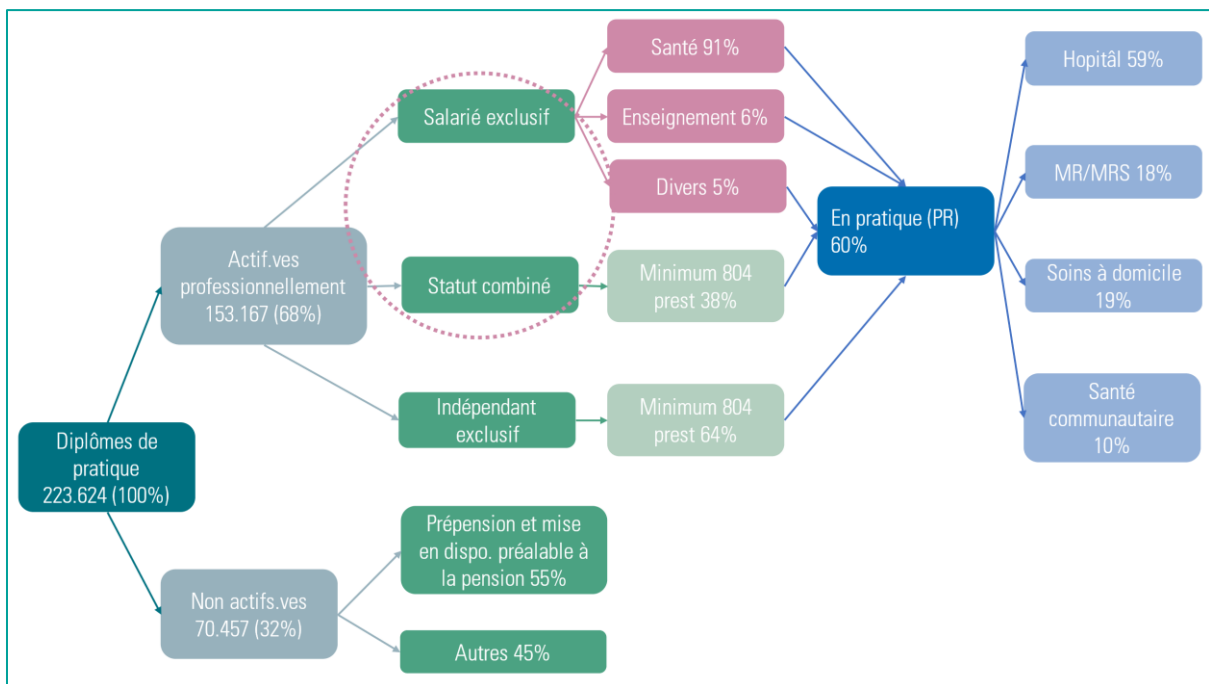 Diplômes de
pratique
223.624 (100%)
Actif.ves
professionnellement
153.167 (68%)
Non actifs.ves
70.457 (32%)
Salarié exclusif
Statut combiné
Indépendant
exclusif
Prépension et mise
en dispo. préalable à
la pension 55%
Autres 45%
Santé 91%
Enseignement 6%
Divers 5%
Minimum 804
prest 38%
Minimum 804
prest 64%
En pratique (PR)
60%
Hopitâl 59%
MR/MRS 18%
Soins à domicile
19%
Santé
communautaire
10%